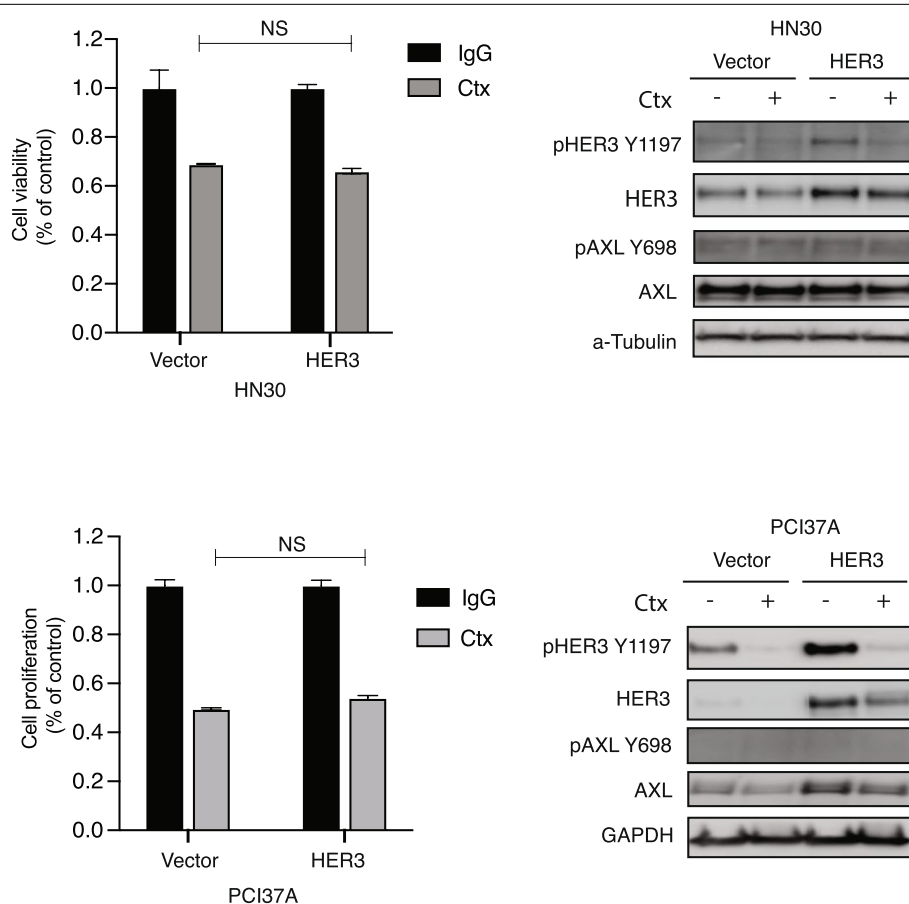 1.2
1.0
0.8
0.6
0.4
0.2
0.0
Cell viability
(% of control)
NS
IgG
Ctx
Vector
HER3
HN30
HN30
Vector
HER3
Ctx
-
+
-
+
pHER3 Y1197
HER3
pAXL Y698
AXL
a-Tubulin
1.2
1.0
0.8
0.6
0.4
0.2
0.0
Cell proliferation
(% of control)
NS
IgG
Ctx
Vector
HER3
PCI37A
PCI37A
Vector
HER3
Ctx
-
+
-
+
pHER3 Y1197
HER3
pAXL Y698
AXL
GAPDH